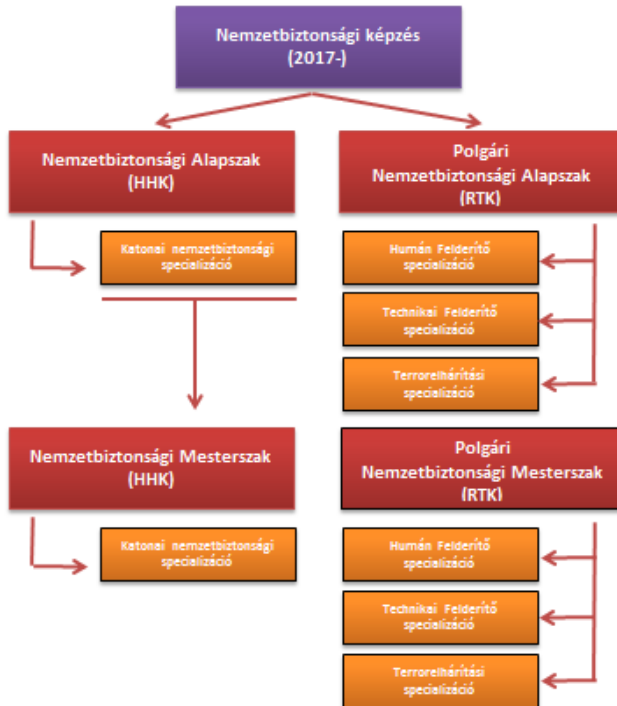 Nemzetbiztonsági képzés
(2017-)
Nemzetbiztonsági Alapszak
(HHK)
Polgári
Nemzetbiztonsági Alapszak
(RTK)
Katonai nemzetbiztonsági
specializáció
Humán Felderítő
specializáció
Technikai Felderítő
specializáció
Terrorelhárítási
specializáció
Nemzetbiztonsági Mesterszak
(HHK)
Polgári
Nemzetbiztonsági Mesterszak
(RTK)
Katonai nemzetbiztonsági
specializáció
Humán Felderítő
specializáció
Technikai Felderítő
specializáció
Terrorelhárítási
specializáció